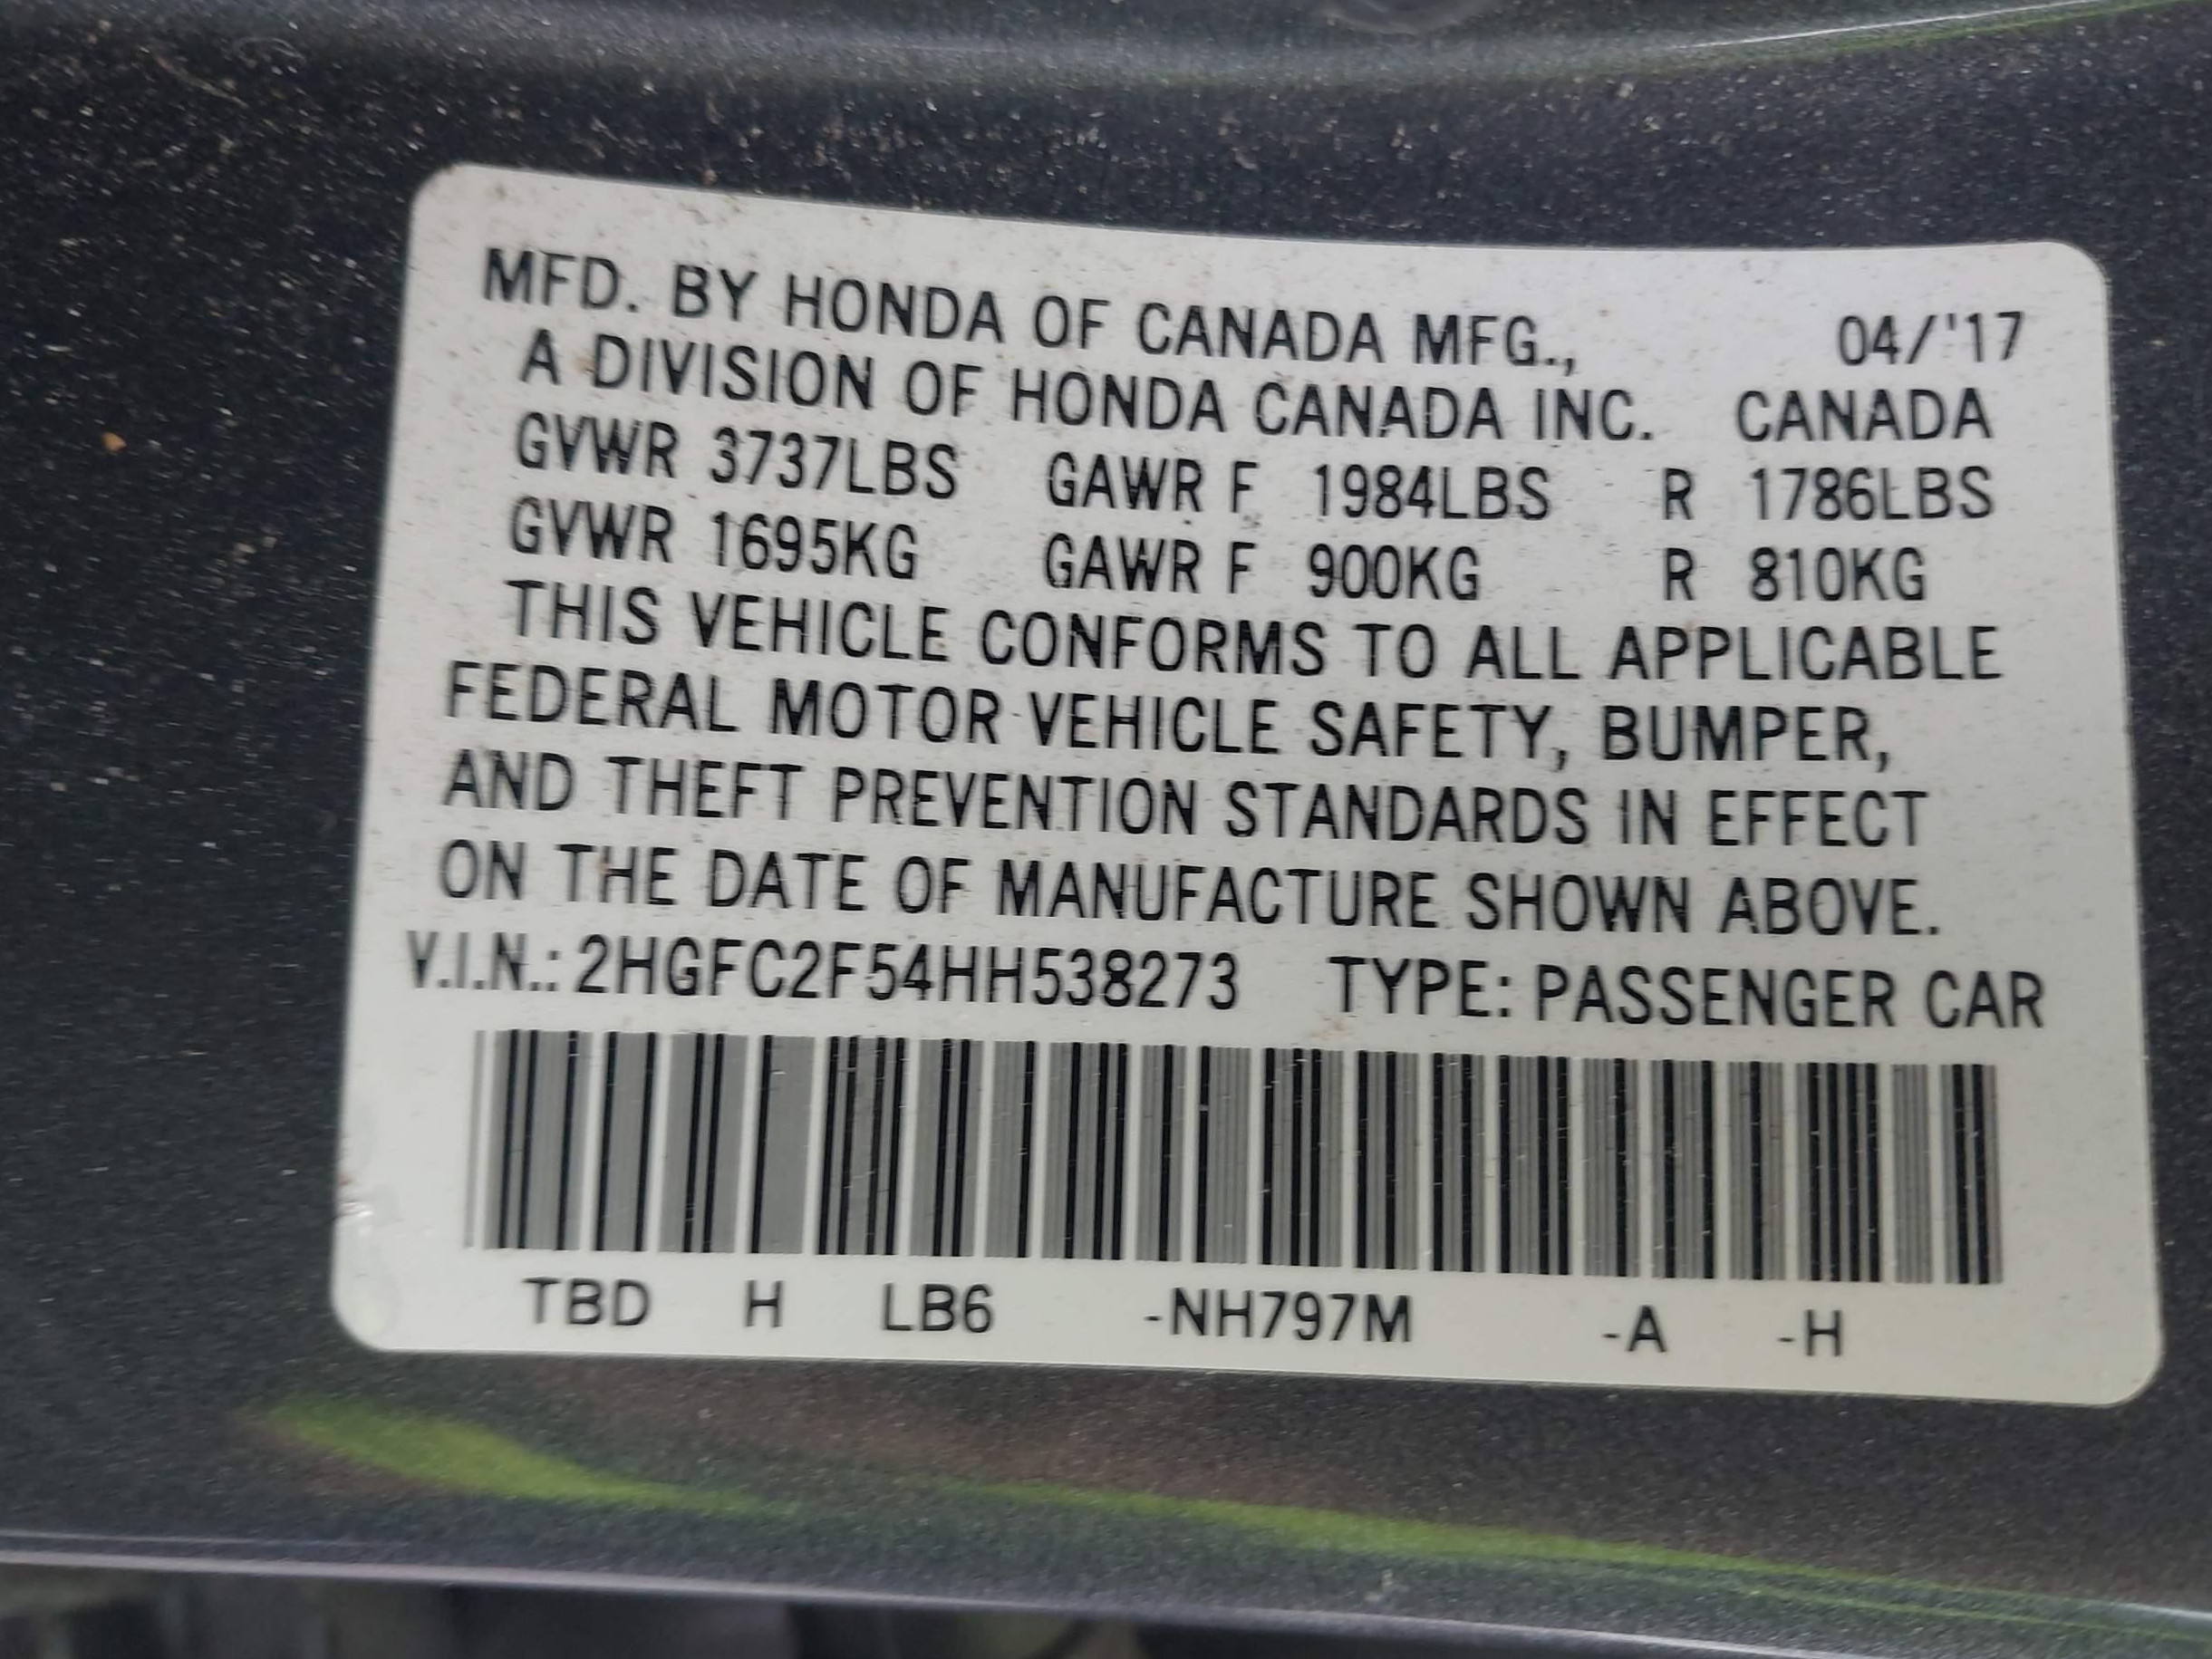 MFD. BY HONDA OF CANADA MFG., 04/'17
A DIVISION OF HONDA CANADA INC. CANADA
GVWR 3737LBS GAWR F 1984LBS R 1786LBS
GVWR 1695KG GAWR F 900KG R 810KG
THIS VEHICLE CONFORMS TO ALL APPLICABLE
FEDERAL MOTOR VEHICLE SAFETY, BUMPER,
AND THEFT PREVENTION STANDARDS IN EFFECT
ON THE DATE OF MANUFACTURE SHOWN ABOVE.
V.I.N.: 2HGFC2F54HH538273 TYPE: PASSENGER CAR
TBD H LB6 -NH797M -A -H